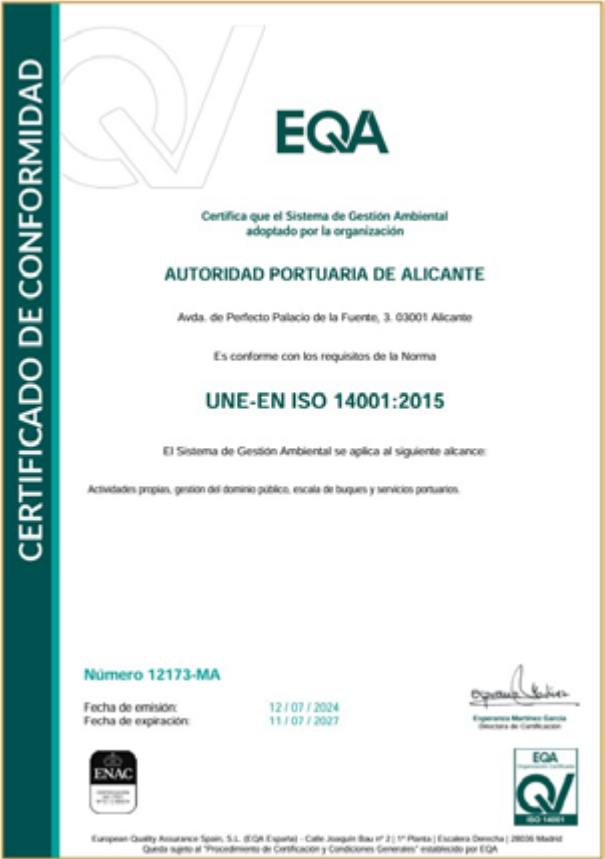 CERTIFICADO DE CONFORMIDAD
EQA
Certifica que el Sistema de Gestión Ambiental
adoptado por la organización
AUTORIDAD PORTUARIA DE ALICANTE
Avda. de Perfecto Palacio de la Fuente, 3. 03001 Alicante
Es conforme con los requisitos de la Norma
UNE-EN ISO 14001:2015
El Sistema de Gestión Ambiental se aplica al siguiente alcance:
Actividades propias, gestión del dominio público, escala de buques y servicios portuarios.
Número 12173-MA
Fecha de emisión: 12 / 07 / 2024
Fecha de expiración: 11 / 07 / 2027
Esperanza Martínez García
Directora de Certificación
ENAC
EQA
Organización Certificada
ISO 14001
European Quality Assurance Spain, S.L. (EQA España) - Calle Joaquín Bau nº 2 | 1ª Planta | Escalera Derecha | 28036 Madrid
Queda sujeto al "Procedimiento de Certificación y Condiciones Generales" establecido por EQA